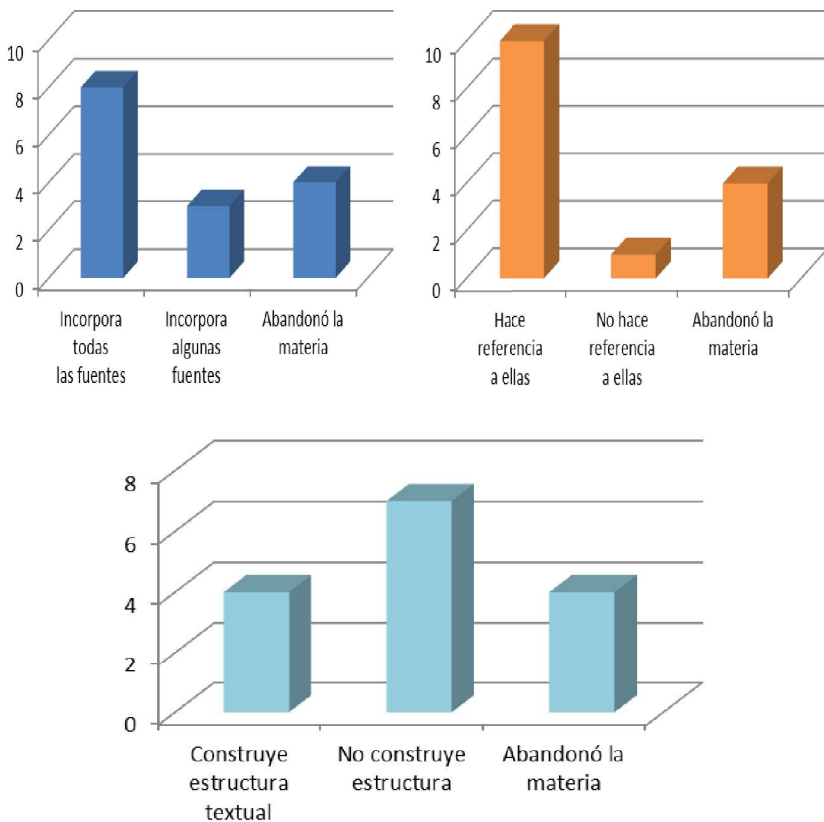 10
8
6
4
2
0
Incorpora
todas
las fuentes
Incorpora
algunas
fuentes
Abandonó la
materia
10
8
6
4
2
0
Hace
referencia
a ellas
No hace
referencia
a ellas
Abandonó la
materia
8
6
4
2
0
Construye
estructura
textual
No construye
estructura
Abandonó la
materia